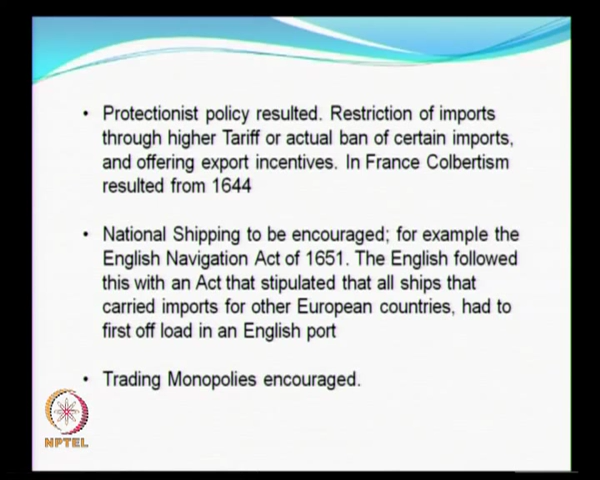 • Protectionist policy resulted. Restriction of imports
through higher Tariff or actual ban of certain imports,
and offering export incentives. In France Colbertism
resulted from 1644
• National Shipping to be encouraged; for example the
English Navigation Act of 1651. The English followed
this with an Act that stipulated that all ships that
carried imports for other European countries, had to
first off load in an English port
• Trading Monopolies encouraged.
NPTEL